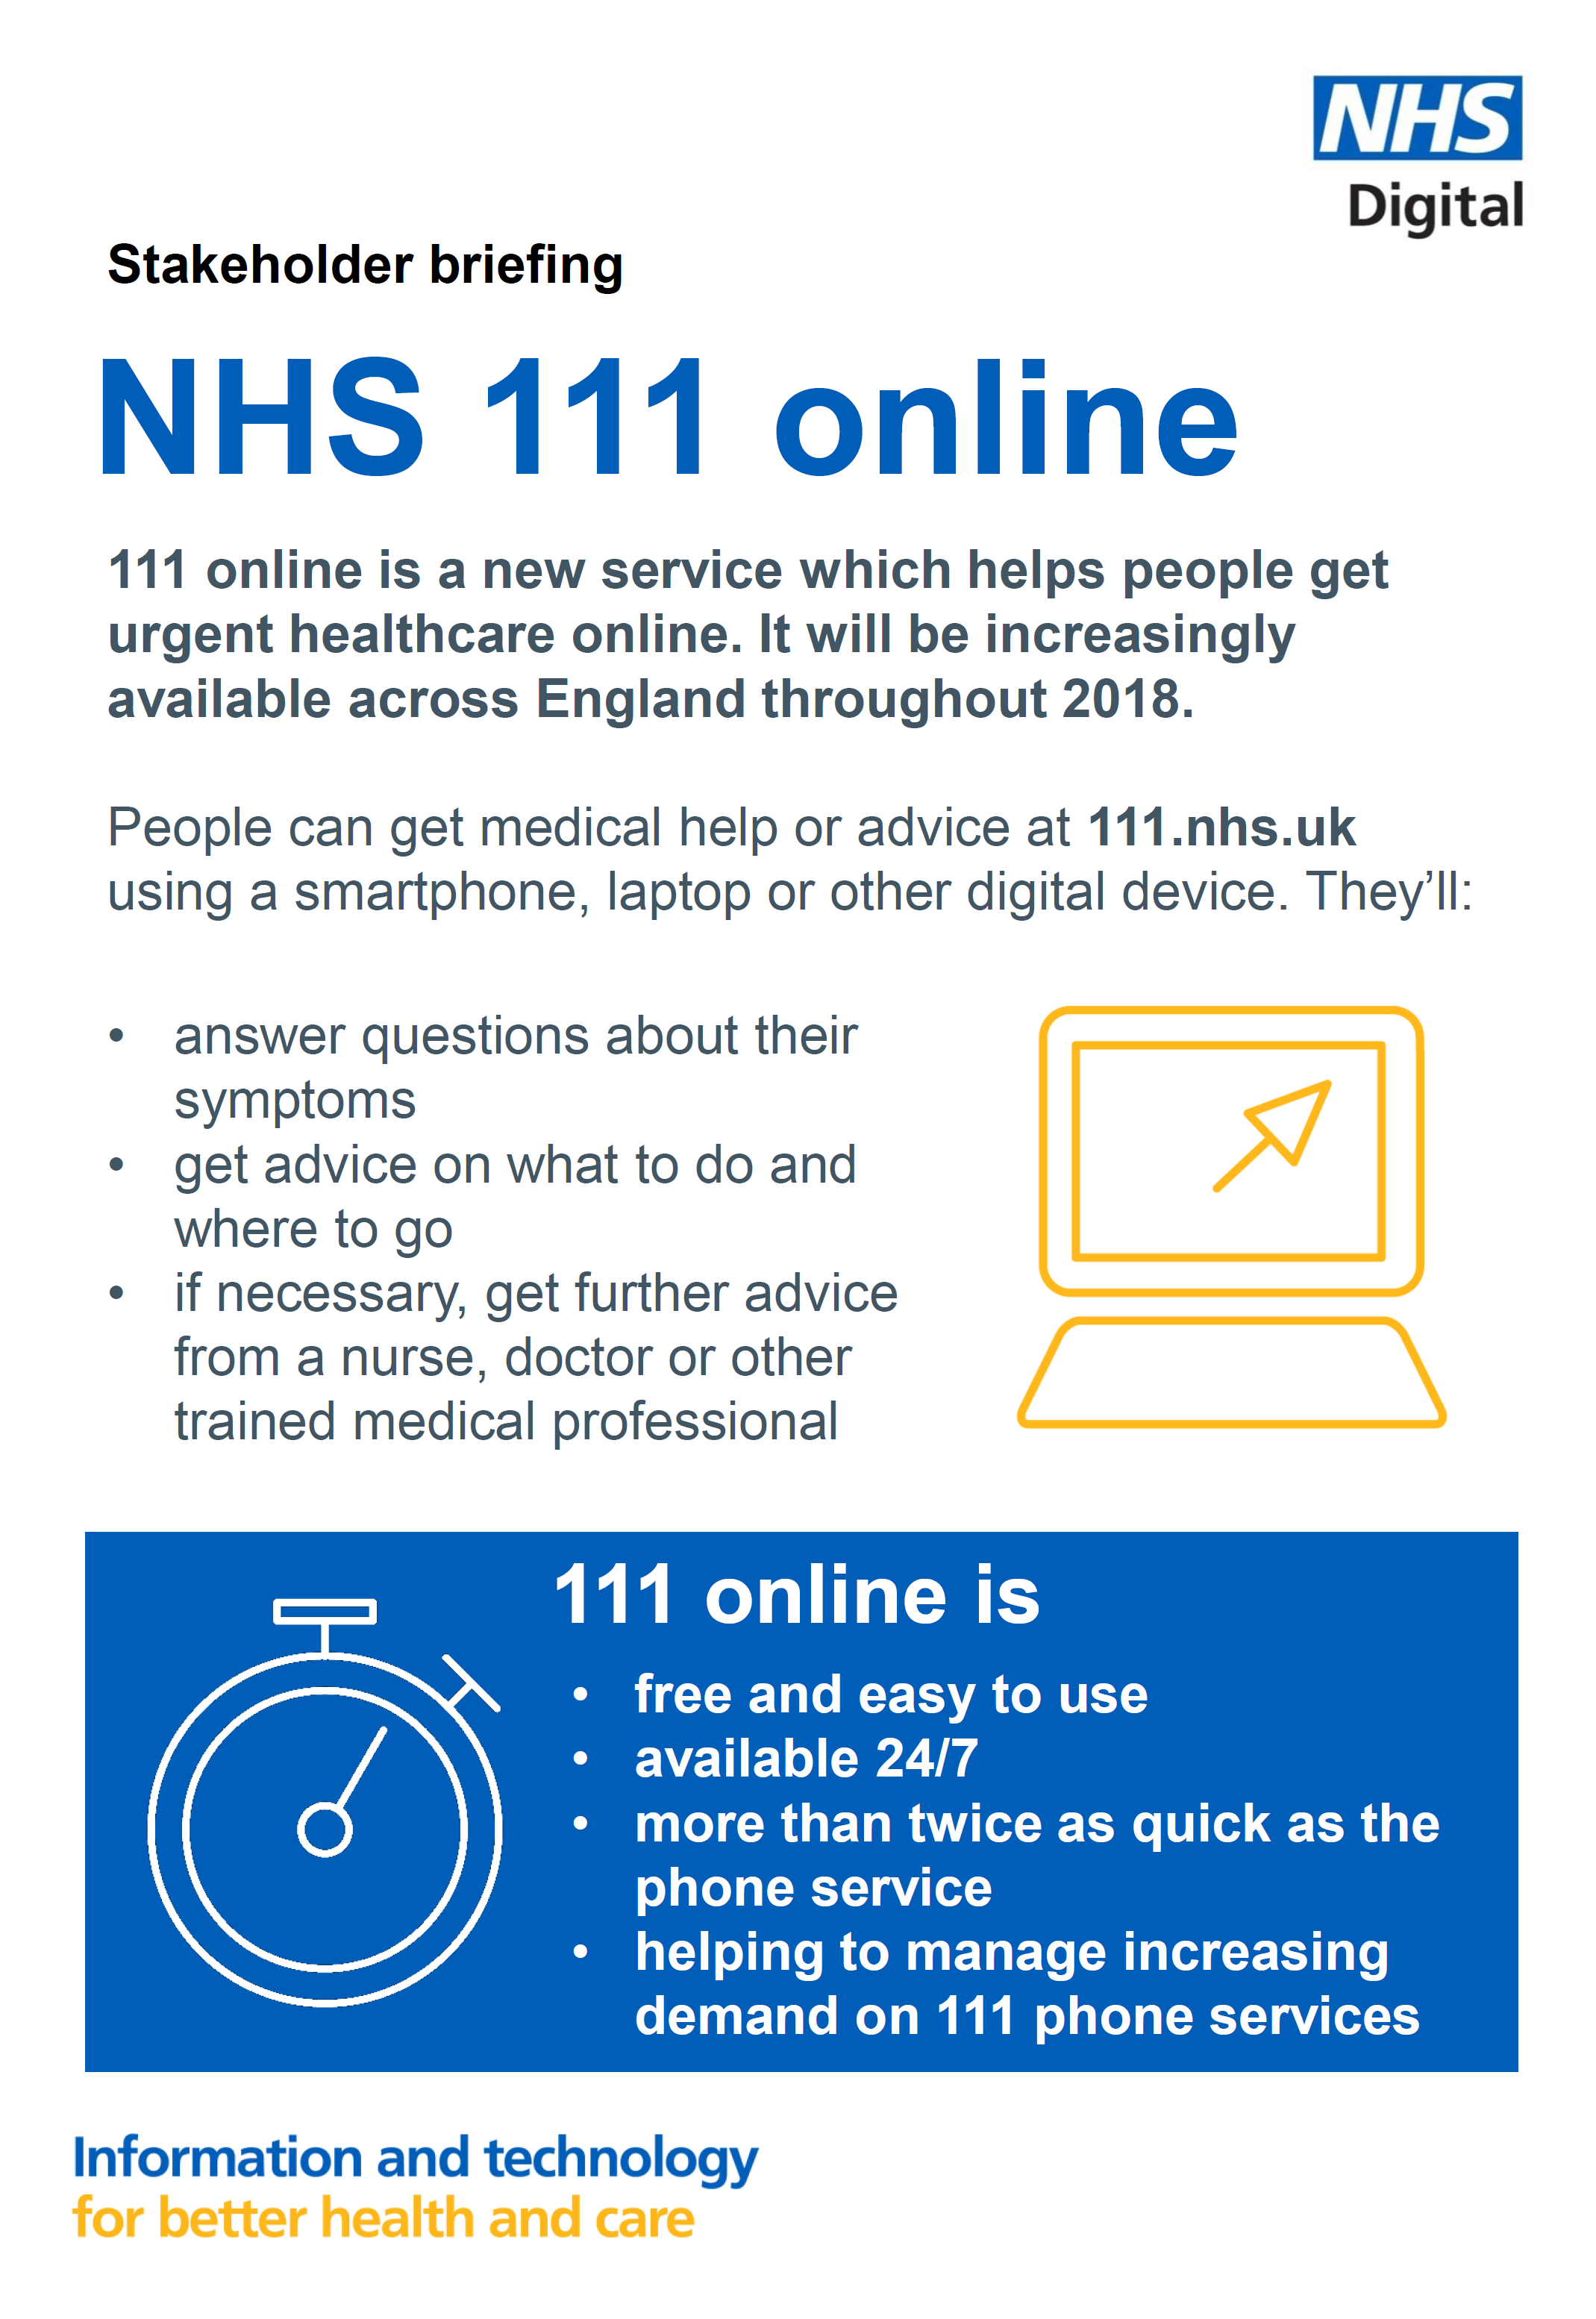 NHS
Digital
Stakeholder briefing
NHS 111 online
111 online is a new service which helps people get
urgent healthcare online. It will be increasingly
available across England throughout 2018.
People can get medical help or advice at 111.nhs.uk
using a smartphone, laptop or other digital device. They’ll:
• answer questions about their
symptoms
• get advice on what to do and
where to go
• if necessary, get further advice
from a nurse, doctor or other
trained medical professional
111 online is
• free and easy to use
• available 24/7
• more than twice as quick as the
phone service
• helping to manage increasing
demand on 111 phone services
Information and technology
for better health and care